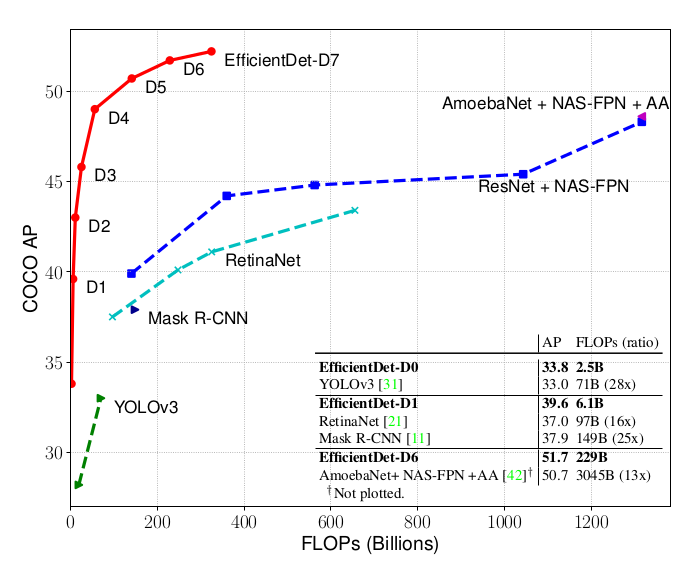 EfficientDet-D7
D6
D5
D4
D3
D2
D1
AmoebaNet + NAS-FPN + AA
ResNet + NAS-FPN
RetinaNet
Mask R-CNN
YOLOv3
COCO AP
50
45
40
35
30
0 200 400 600 800 1000 1200
FLOPs (Billions)
AP FLOPs (ratio)
EfficientDet-D0 33.8 2.5B
YOLOv3 [31] 33.0 71B (28x)
EfficientDet-D1 39.6 6.1B
RetinaNet [21] 37.0 97B (16x)
Mask R-CNN [11] 37.9 149B (25x)
EfficientDet-D6 51.7 229B
AmoebaNet+ NAS-FPN +AA [42]† 50.7 3045B (13x)
†Not plotted.